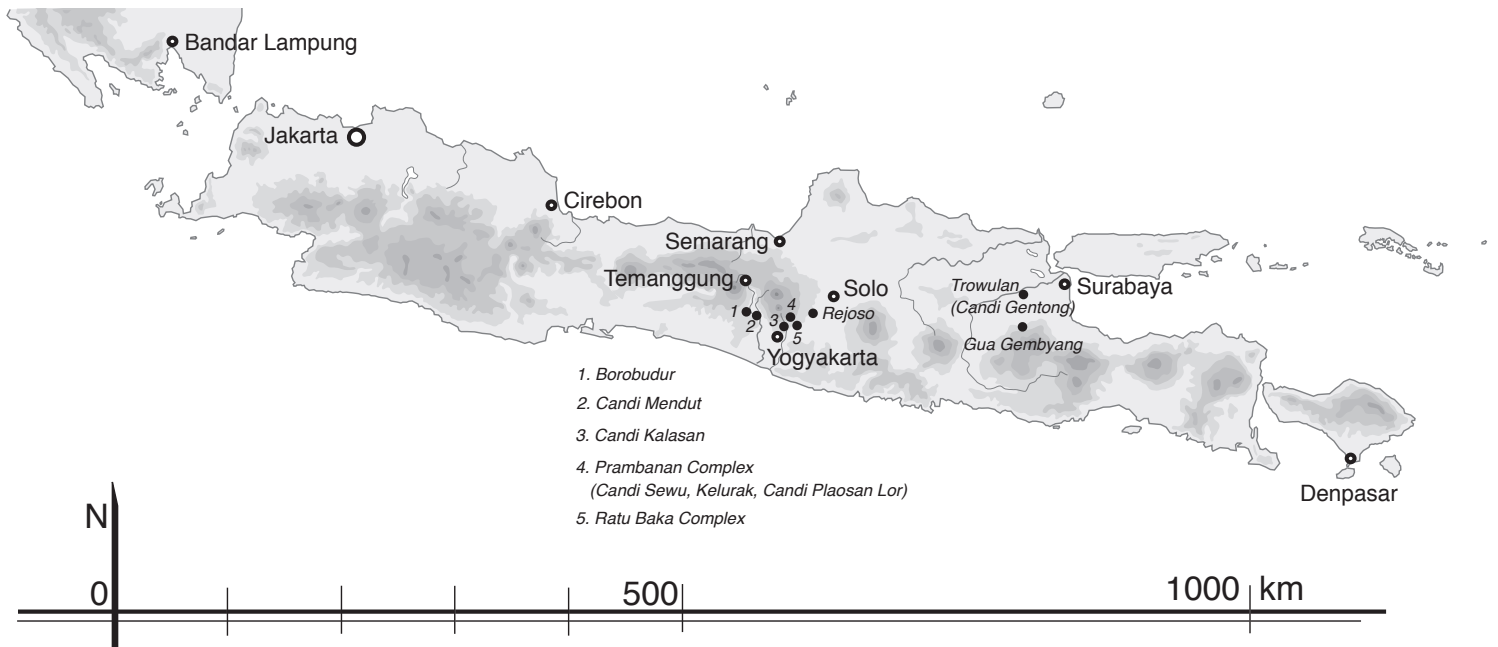 Bandar Lampung
Jakarta
Cirebon
Semarang
Temanggung
Solo
Trowulan
(Candi Gentong)
Surabaya
1
2
3
4
5
Rejoso
Gua Gembyang
Yogyakarta
1. Borobudur
2. Candi Mendut
3. Candi Kalasan
4. Prambanan Complex
(Candi Sewu, Kelurak, Candi Plaosan Lor)
5. Ratu Baka Complex
Denpasar
N
0
500
1000 km